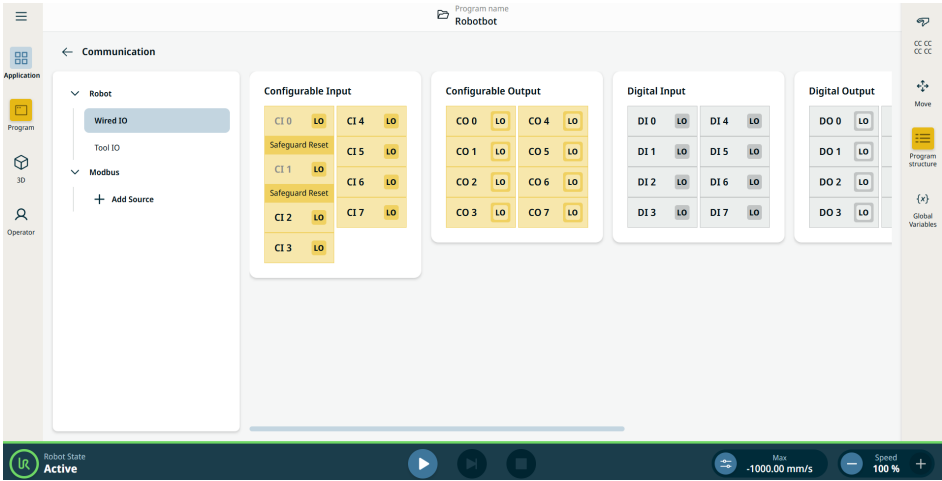 Program name
Robotbot
Application
Program
3D
Operator
Communication
Robot
Wired IO
Tool IO
Modbus
Add Source
Configurable Input
CI 0 LO CI 4 LO
Safeguard Reset
CI 5 LO
CI 1 LO
CI 6 LO
Safeguard Reset
CI 2 LO CI 7 LO
CI 3 LO
Configurable Output
CO 0 LO CO 4 LO
CO 1 LO CO 5 LO
CO 2 LO CO 6 LO
CO 3 LO CO 7 LO
Digital Input
DI 0 LO DI 4 LO
DI 1 LO DI 5 LO
DI 2 LO DI 6 LO
DI 3 LO DI 7 LO
Digital Output
DO 0 LO
DO 1 LO
DO 2 LO
DO 3 LO
CC CC
CC CC
Move
Program
structure
{x}
Global
Variables
UR
Robot State
Active
Max
-1000.00 mm/s
Speed
100 %